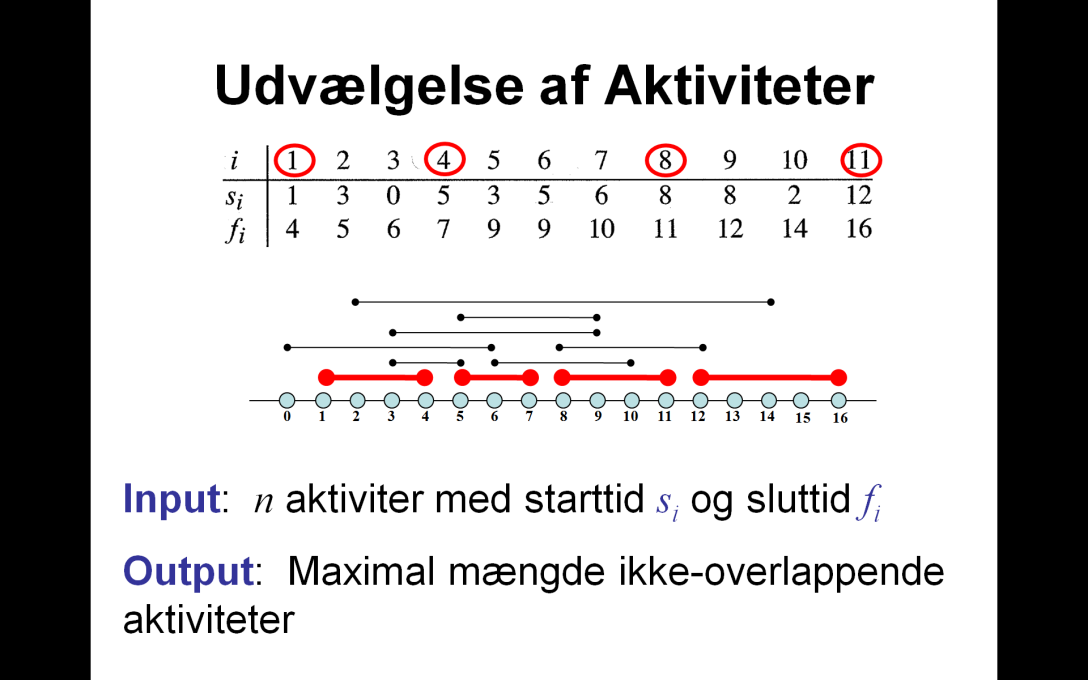 Udvælgelse af Aktiviteter
i 1 2 3 4 5 6 7 8 9 10 11
si 1 3 0 5 3 5 6 8 8 2 12
fi 4 5 6 7 9 9 10 11 12 14 16
0 1 2 3 4 5 6 7 8 9 10 11 12 13 14 15 16
Input: n aktiviter med starttid si og sluttid fi
Output: Maximal mængde ikke-overlappende
aktiviteter